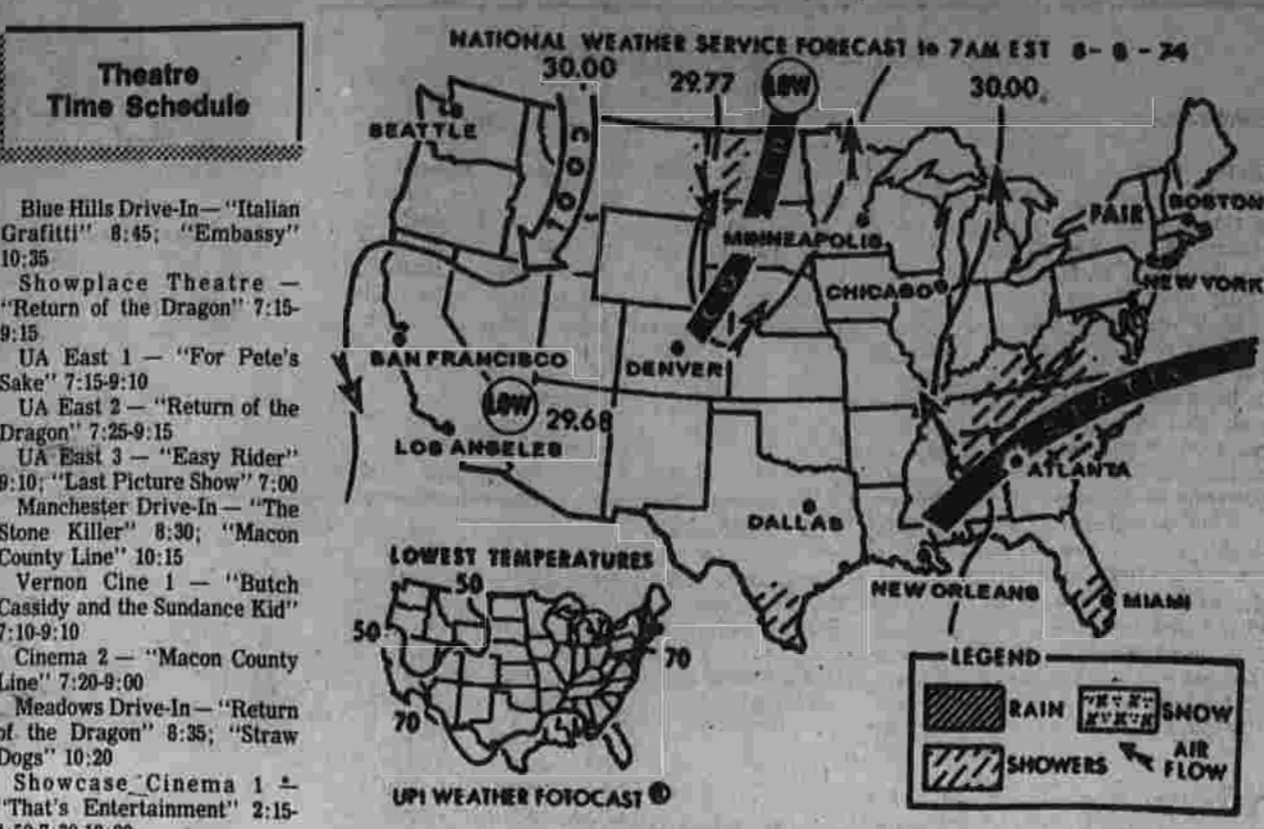 Theatre
Time Schedule
Blue Hills Drive-In— "Italian
Grafitti" 8:45; "Embassy"
10:35
Showplace Theatre —
"Return of the Dragon" 7:15-
9:15
UA East 1 — "For Pete's
Sake" 7:15-9:10
UA East 2 — "Return of the
Dragon" 7:25-9:15
UA East 3 — "Easy Rider"
9:10; "Last Picture Show" 7:00
Manchester Drive-In — "The
Stone Killer" 8:30; "Macon
County Line" 10:15
Vernon Cine 1 — "Butch
Cassidy and the Sundance Kid"
7:10-9:10
Cinema 2 — "Macon County
Line" 7:20-9:00
Meadows Drive-In — "Return
of the Dragon" 8:35; "Straw
Dogs" 10:20
Showcase Cinema 1 —
"That's Entertainment" 2:15-
NATIONAL WEATHER SERVICE FORECAST to 7AM EST 8- 8 - 74
30.00
29.77
LOW
30.00
SEATTLE
COOL
FAIR
BOSTON
MINNEAPOLIS
NEW YORK
CHICAGO
SAN FRANCISCO
DENVER
LOW
29.68
LOS ANGELES
ATLANTA
DALLAS
NEW ORLEANS
MIAMI
LOWEST TEMPERATURES
50
50
70
70
UPI WEATHER FOTOCAST ®
LEGEND
RAIN
SNOW
SHOWERS
AIR
FLOW